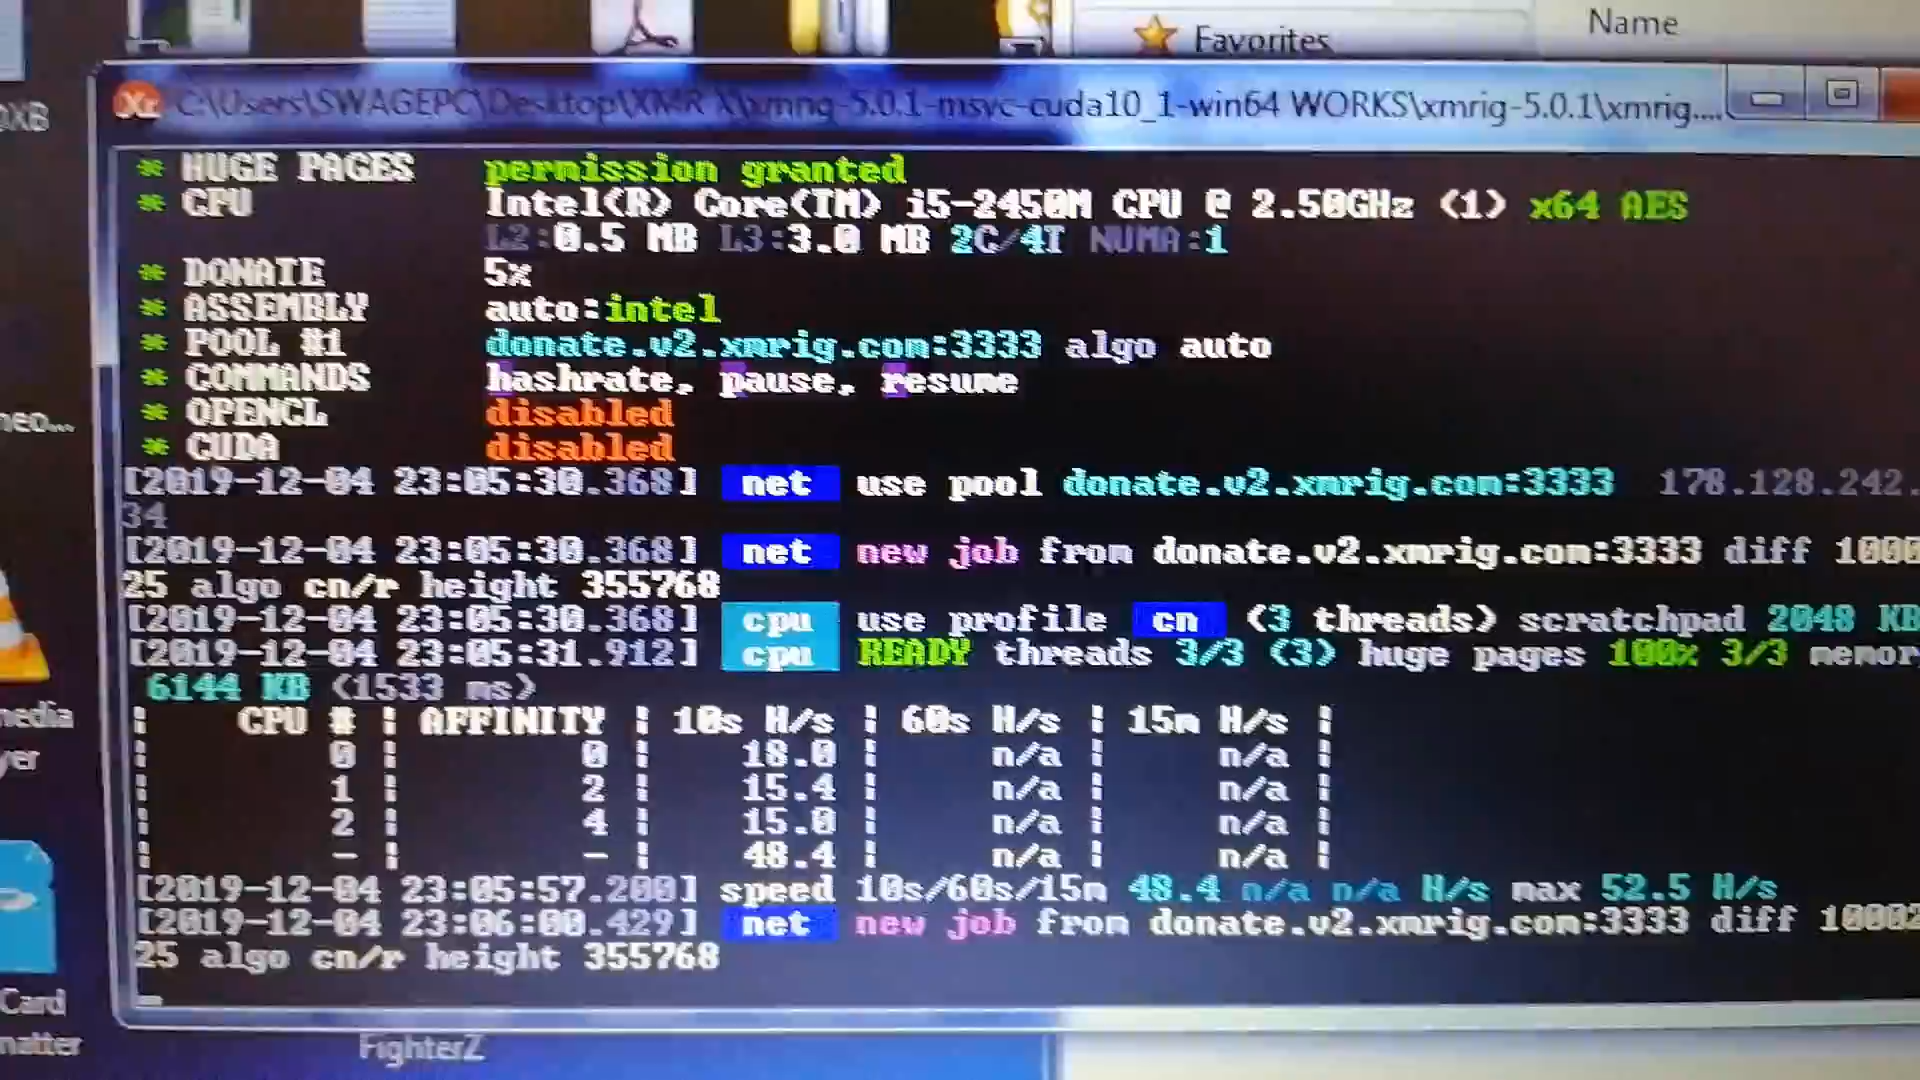 Favorites
Name
C:\Users\SWAGEPC\Desktop\XMR X\xmrig-5.0.1-msvc-cuda10_1-win64 WORKS\xmrig-5.0.1\xmrig....
* HUGE PAGES permission granted
* CPU Intel(R) Core(TM) i5-2450M CPU @ 2.50GHz (1) x64 AES
L2:0.5 MB L3:3.0 MB 2C/4T NUMA:1
* DONATE 5%
* ASSEMBLY auto:intel
* POOL #1 donate.v2.xmrig.com:3333 algo auto
* COMMANDS hashrate, pause, resume
* OPENCL disabled
* CUDA disabled
[2019-12-04 23:05:30.368] net use pool donate.v2.xmrig.com:3333 178.128.242.
34
[2019-12-04 23:05:30.368] net new job from donate.v2.xmrig.com:3333 diff 1000
25 algo cn/r height 355768
[2019-12-04 23:05:30.368] cpu use profile cn (3 threads) scratchpad 2048 KB
[2019-12-04 23:05:31.912] cpu READY threads 3/3 (3) huge pages 100% 3/3 memor
6144 KB (1533 ms)
| CPU # | AFFINITY | 10s H/s | 60s H/s | 15m H/s |
| 0 | 0 | 18.0 | n/a | n/a |
| 1 | 2 | 15.4 | n/a | n/a |
| 2 | 4 | 15.0 | n/a | n/a |
| - | - | 48.4 | n/a | n/a |
[2019-12-04 23:05:57.200] speed 10s/60s/15m 48.4 n/a n/a H/s max 52.5 H/s
[2019-12-04 23:06:00.429] net new job from donate.v2.xmrig.com:3333 diff 10002
25 algo cn/r height 355768
Card
matter
FighterZ